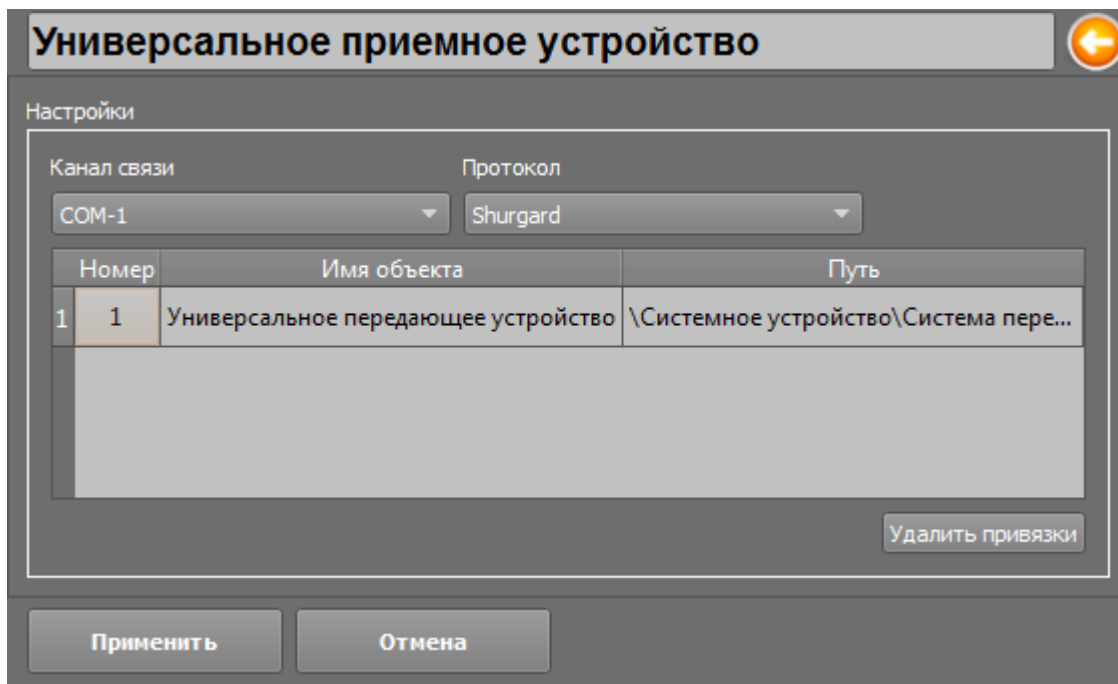 Универсальное приемное устройство
Настройки
Канал связи Протокол
COM-1 Shurgard
Номер Имя объекта Путь
1 1 Универсальное передающее устройство \Системное устройство\Система пере...
Удалить привязки
Применить Отмена